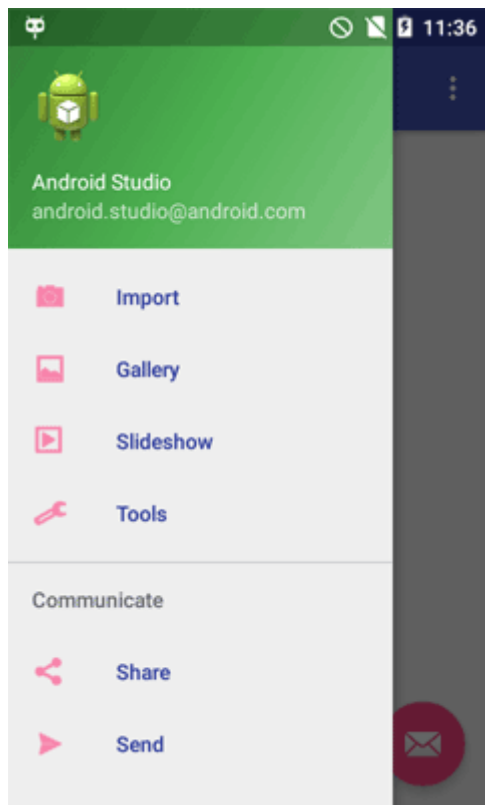 11:36
Android Studio
android.studio@android.com
Import
Gallery
Slideshow
Tools
Communicate
Share
Send